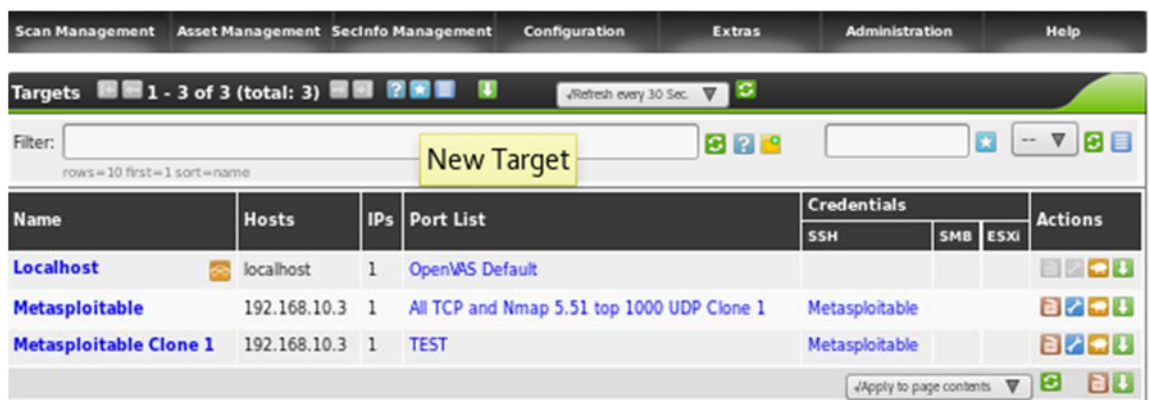 Scan Management Asset Management SecInfo Management Configuration Extras Administration Help
Targets 1 - 3 of 3 (total: 3) √Refresh every 30 Sec.
Filter: -- 
New Target
rows=10 first=1 sort=name
Name Hosts IPs Port List Credentials Actions
SSH SMB ESXi
Localhost localhost 1 OpenVAS Default
Metasploitable 192.168.10.3 1 All TCP and Nmap 5.51 top 1000 UDP Clone 1 Metasploitable
Metasploitable Clone 1 192.168.10.3 1 TEST Metasploitable
√Apply to page contents